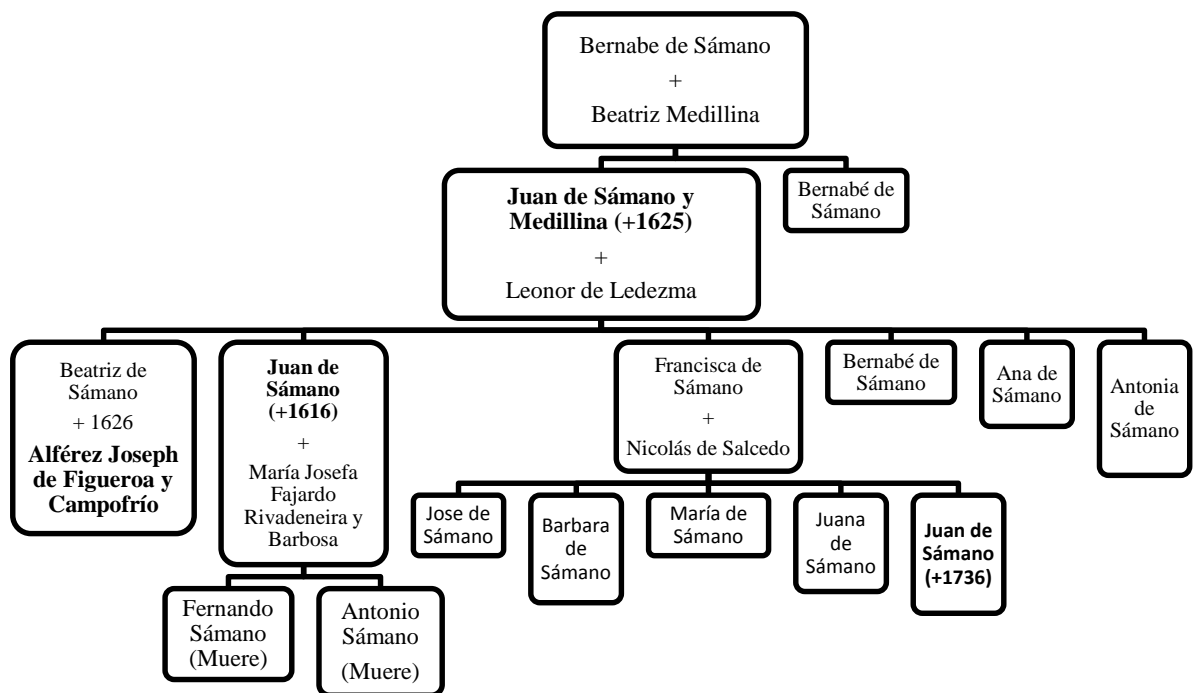 Bernabe de Sámano
+
Beatriz Medillina
Juan de Sámano y
Medillina (+1625)
+
Leonor de Ledezma
Bernabé de
Sámano
Beatriz de
Sámano
+ 1626
Alférez Joseph
de Figueroa y
Campofrío
Juan de
Sámano
(+1616)
+
María Josefa
Fajardo
Rivadeneira y
Barbosa
Francisca de
Sámano
+
Nicolás de Salcedo
Bernabé de
Sámano
Ana de
Sámano
Antonia
de
Sámano
Fernando
Sámano
(Muere)
Antonio
Sámano
(Muere)
Jose de
Sámano
Barbara
de
Sámano
María de
Sámano
Juana
de
Sámano
Juan de
Sámano
(+1736)